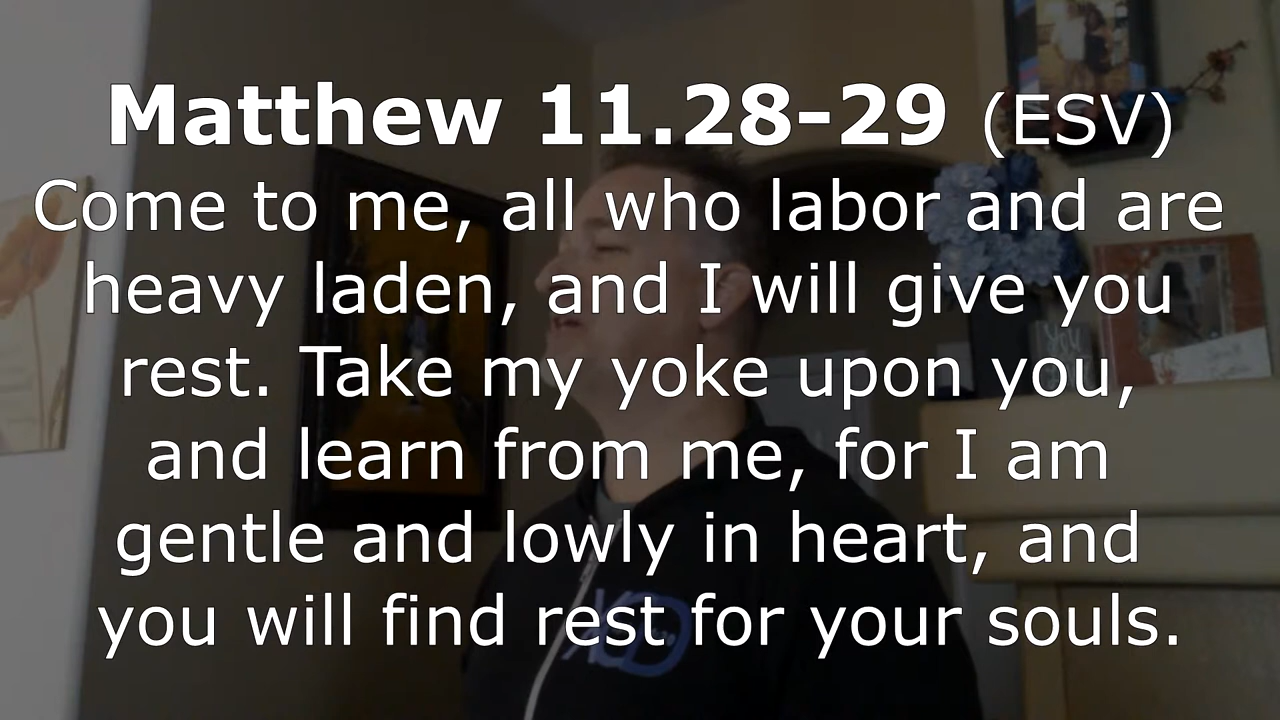 Matthew 11.28-29 (ESV)
Come to me, all who labor and are
heavy laden, and I will give you
rest. Take my yoke upon you,
and learn from me, for I am
gentle and lowly in heart, and
you will find rest for your souls.